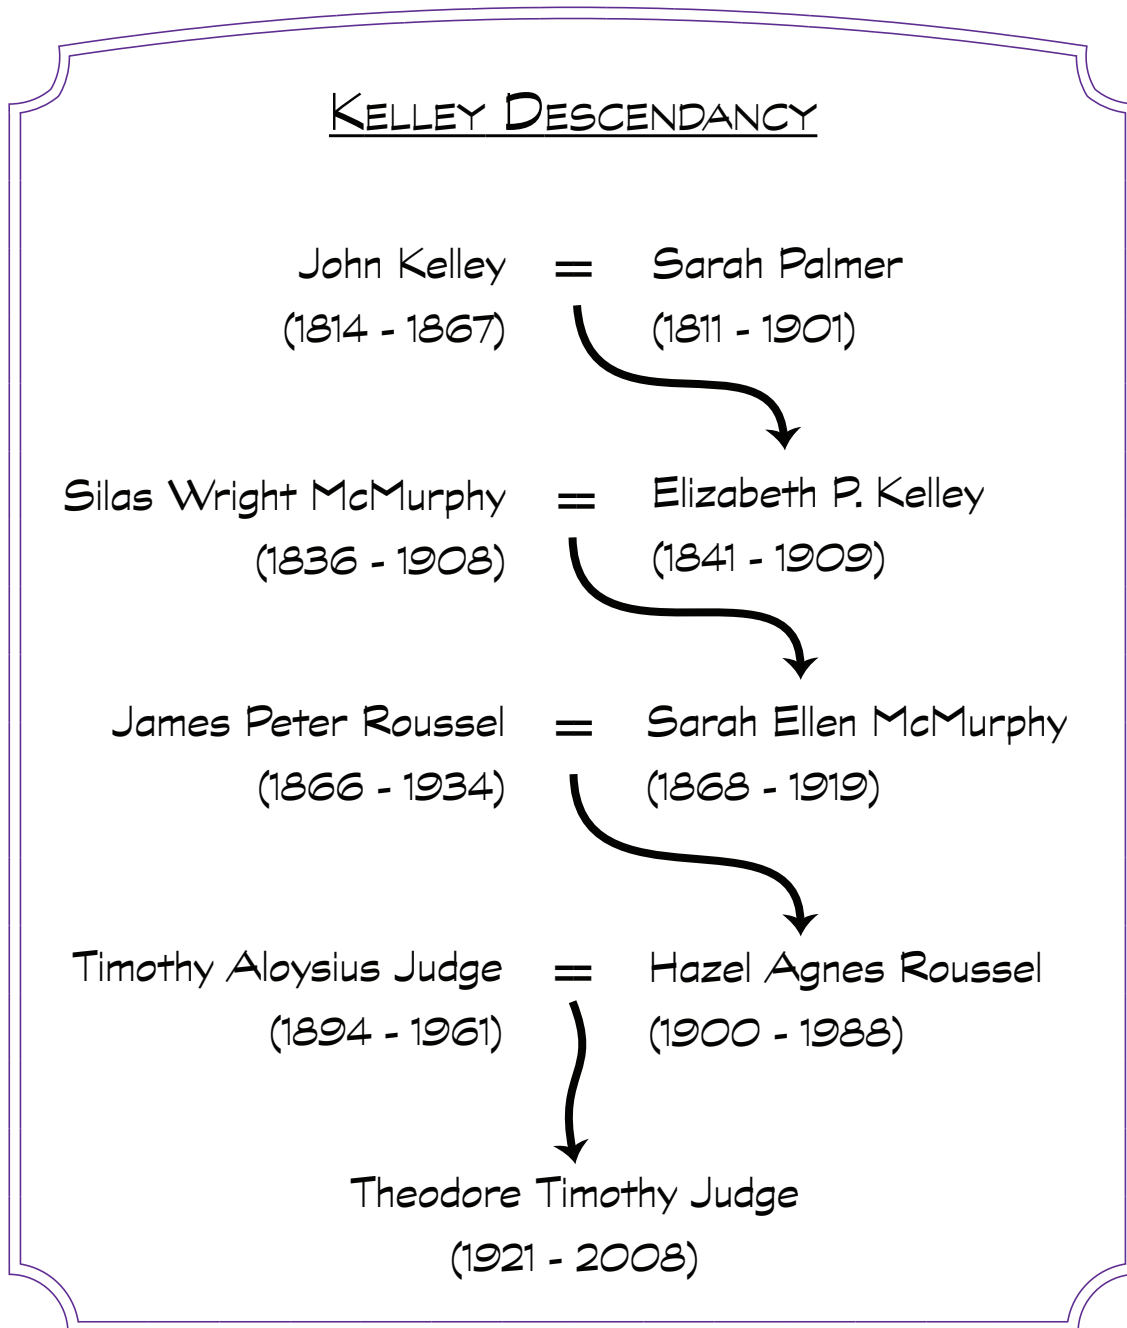 Kelley Descendancy
John Kelley = Sarah Palmer
(1814 - 1867) (1811 - 1901)
Silas Wright McMurphy = Elizabeth P. Kelley
(1836 - 1908) (1841 - 1909)
James Peter Roussel = Sarah Ellen McMurphy
(1866 - 1934) (1868 - 1919)
Timothy Aloysius Judge = Hazel Agnes Roussel
(1894 - 1961) (1900 - 1988)
Theodore Timothy Judge
(1921 - 2008)